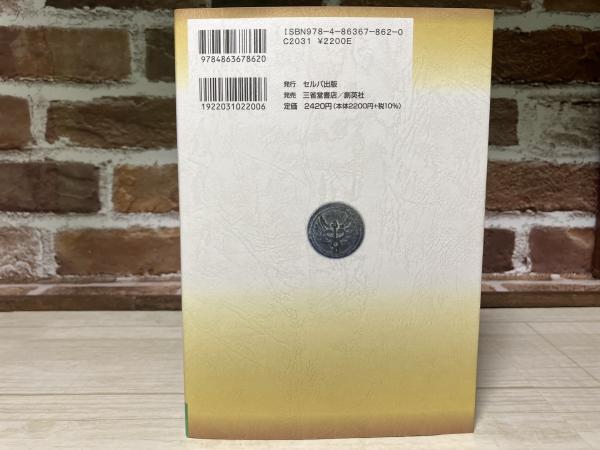 ISBN978-4-86367-862-0
C2031 ¥2200E
9784863678620
発行 セルバ出版
発売 三省堂書店／創英社
定価 2420円（本体2200円+税10%）
1922031022006